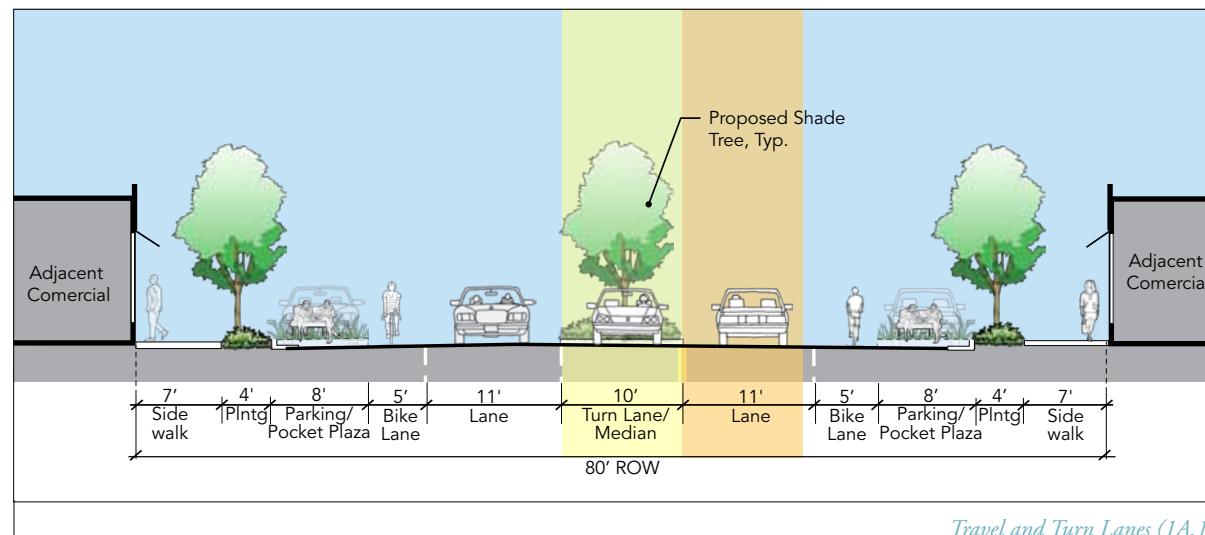 Proposed Shade
Tree, Typ.
Adjacent
Comercial
Adjacent
Comercia
7’ 4' 8' 5’ 11' 10’ 11' 5’ 8’ 4’ 7'
Side
walk
Plntg
Parking/
Pocket Plaza
Bike
Lane
Lane
Turn Lane/
Median
Lane
Bike
Lane
Parking/
Pocket Plaza
Plntg
Side
walk
80’ ROW
Travel and Turn Lanes (1A.1